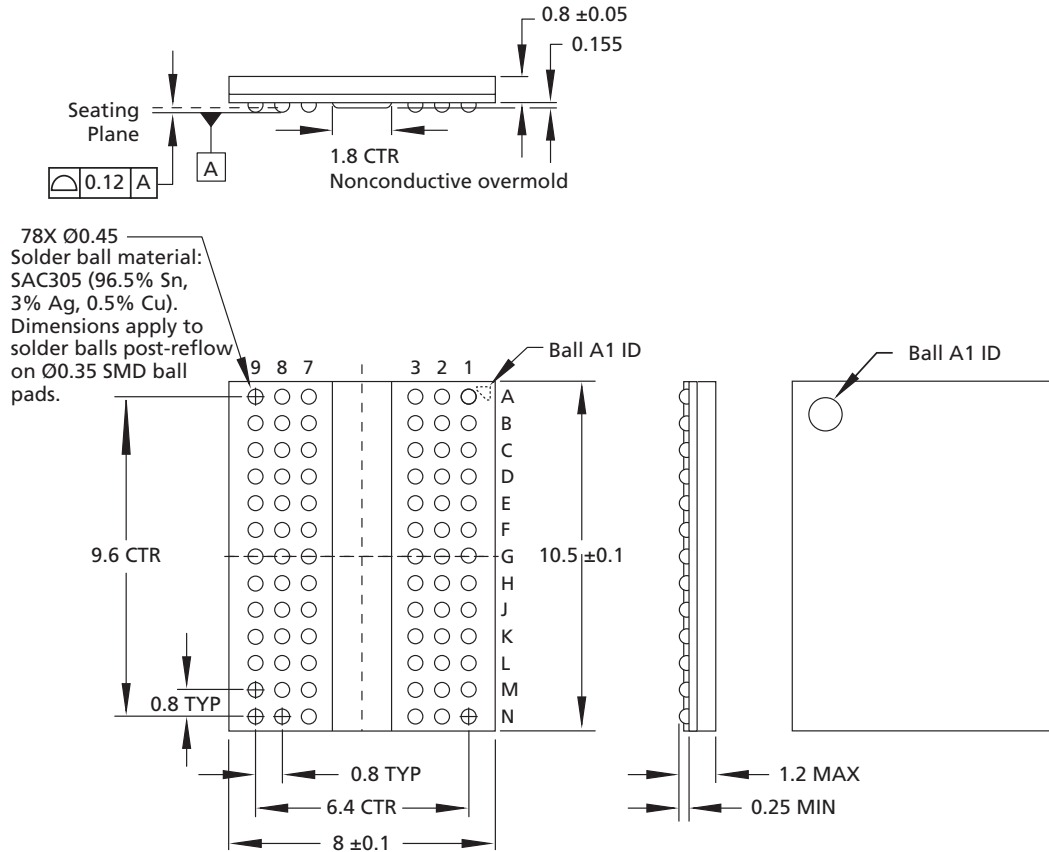 0.8 ±0.05
0.155
Seating
Plane
A
⌓ 0.12 A
1.8 CTR
Nonconductive overmold
78X Ø0.45
Solder ball material:
SAC305 (96.5% Sn,
3% Ag, 0.5% Cu).
Dimensions apply to
solder balls post-reflow
on Ø0.35 SMD ball
pads.
9 8 7 3 2 1
Ball A1 ID
Ball A1 ID
A
B
C
D
E
F
G
H
J
K
L
M
N
9.6 CTR
10.5 ±0.1
0.8 TYP
0.8 TYP
1.2 MAX
6.4 CTR
0.25 MIN
8 ±0.1